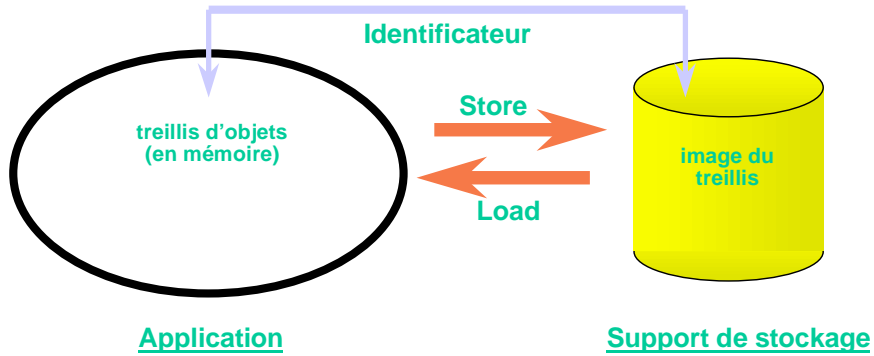 Identificateur
Store
treillis d’objets
(en mémoire)
image du
treillis
Load
Application
Support de stockage